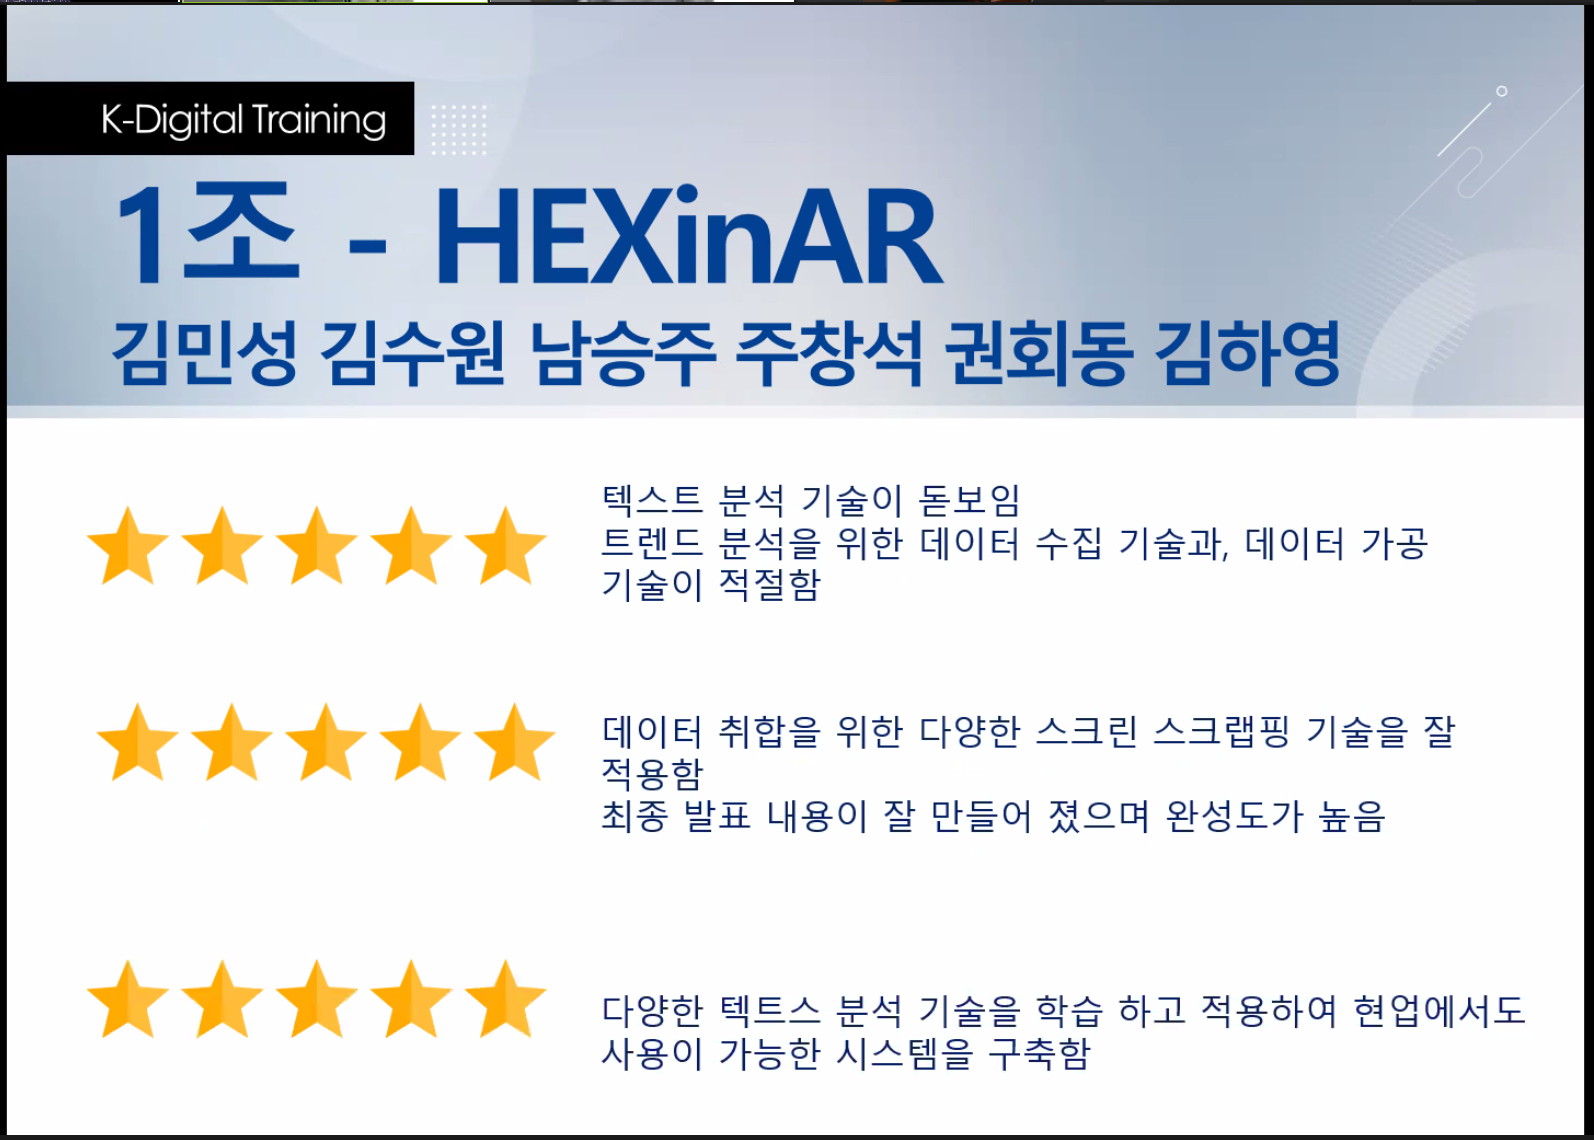 K-Digital Training
1조 - HEXinAR
김민성 김수원 남승주 주창석 권회동 김하영
텍스트 분석 기술이 돋보임
트렌드 분석을 위한 데이터 수집 기술과, 데이터 가공
기술이 적절함
데이터 취합을 위한 다양한 스크린 스크랩핑 기술을 잘
적용함
최종 발표 내용이 잘 만들어 졌으며 완성도가 높음
다양한 텍트스 분석 기술을 학습 하고 적용하여 현업에서도
사용이 가능한 시스템을 구축함